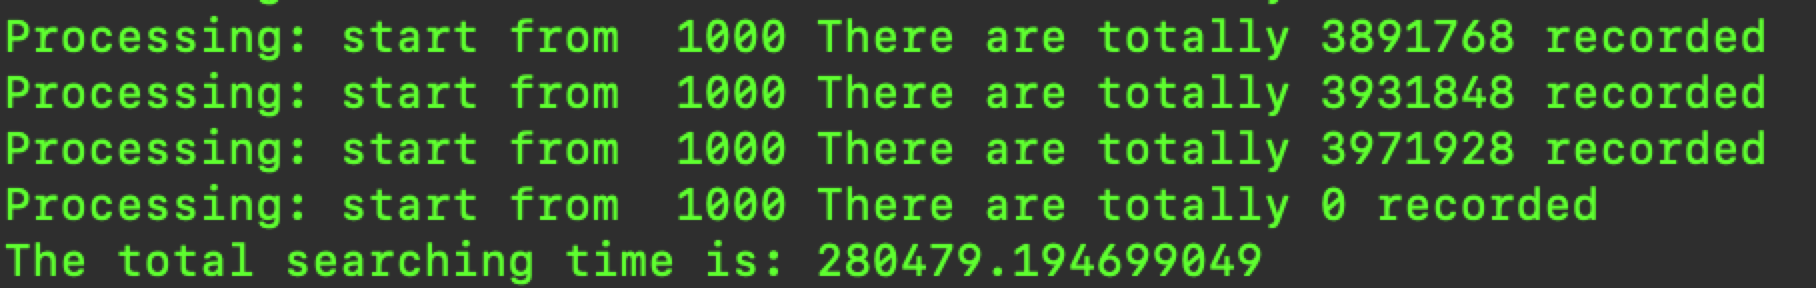 Processing: start from  1000 There are totally 3891768 recorded
Processing: start from  1000 There are totally 3931848 recorded
Processing: start from  1000 There are totally 3971928 recorded
Processing: start from  1000 There are totally 0 recorded
The total searching time is: 280479.194699049